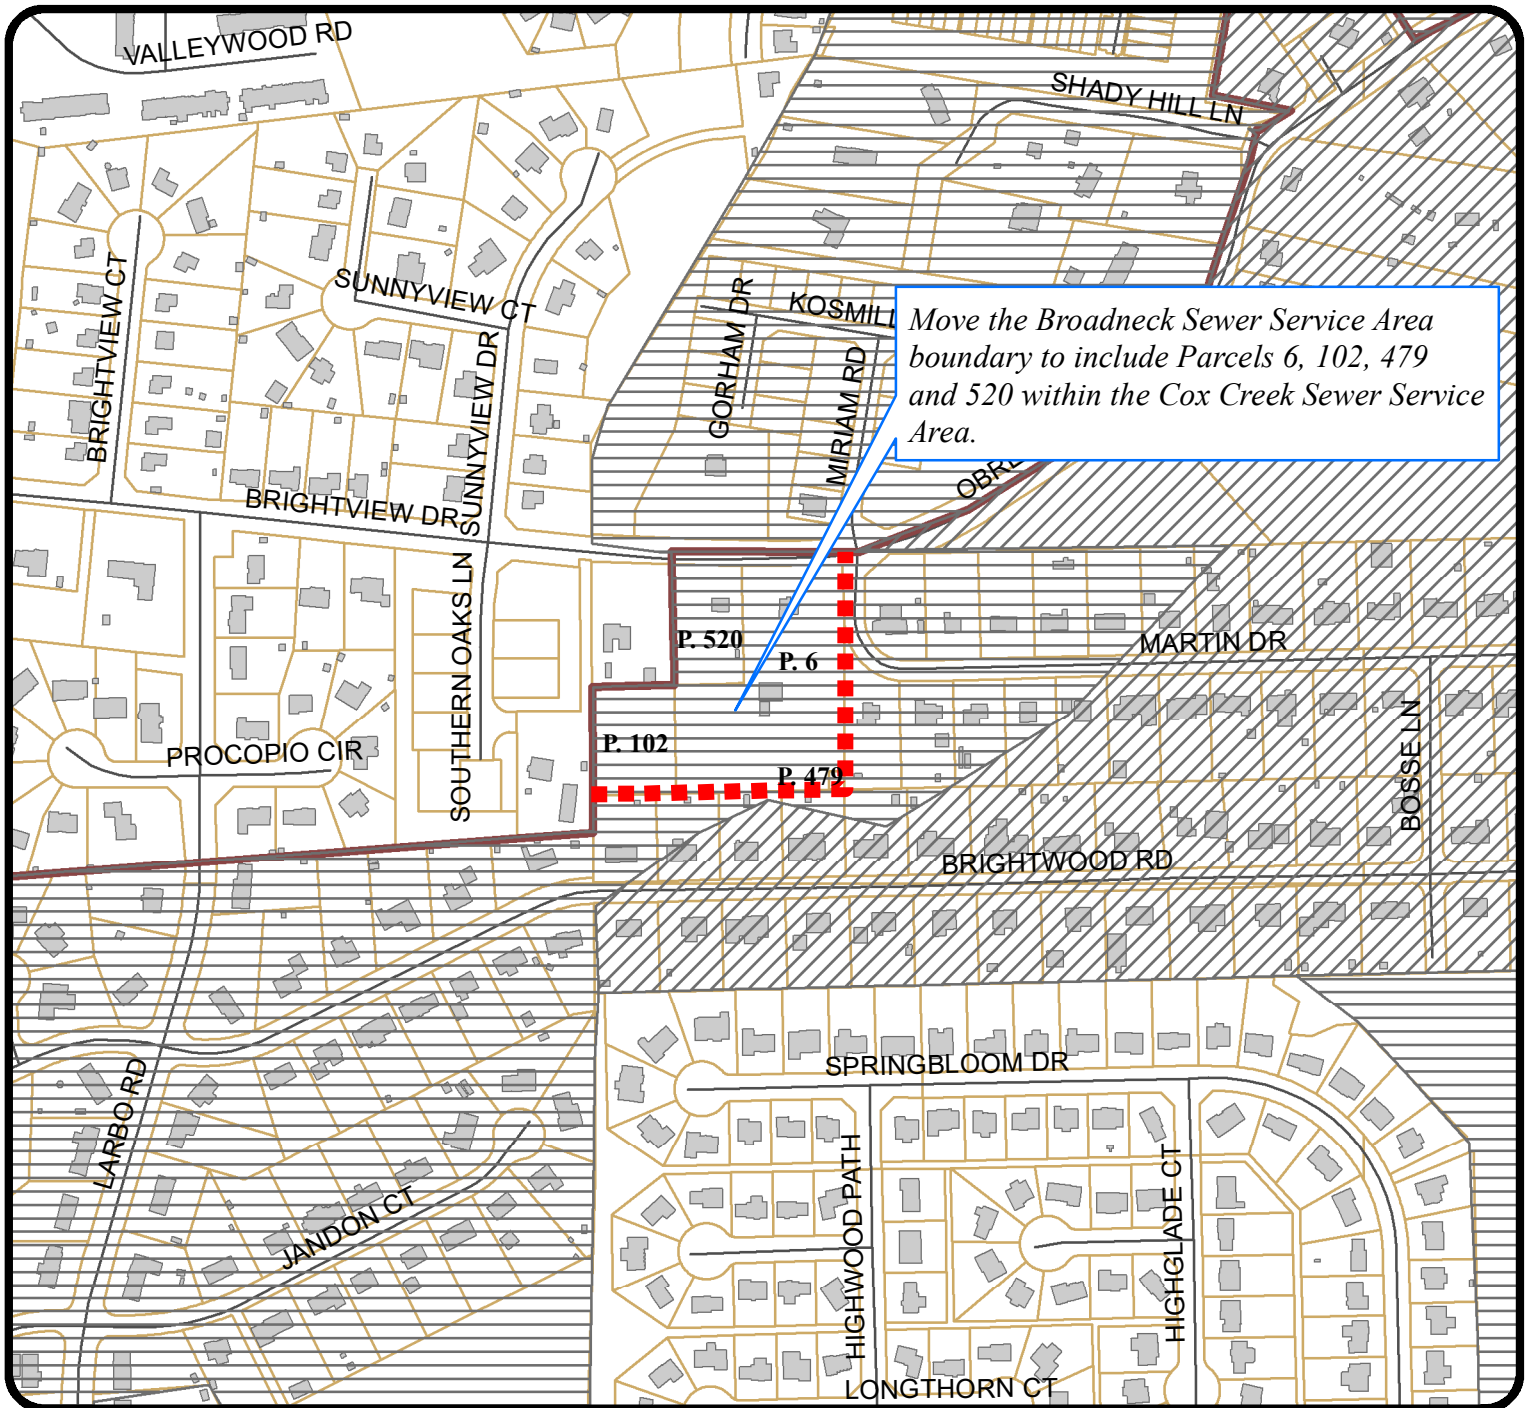 VALLEYWOOD RD
SHADY HILL LN
BRIGHTVIEW CT
SUNNYVIEW CT
SUNNYVIEW DR
GORHAM DR
KOSMILL
MIRIAM RD
Move the Broadneck Sewer Service Area
boundary to include Parcels 6, 102, 479
and 520 within the Cox Creek Sewer Service
Area.
BRIGHTVIEW DR
SOUTHERN OAKS LN
P. 520
P. 6
MARTIN DR
P. 102
P. 479
PROCOPIO CIR
BOSSE LN
BRIGHTWOOD RD
LARBO RD
JANDON CT
SPRINGBLOOM DR
HIGHWOOD PATH
HIGHGLADE CT
LONGTHORN CT